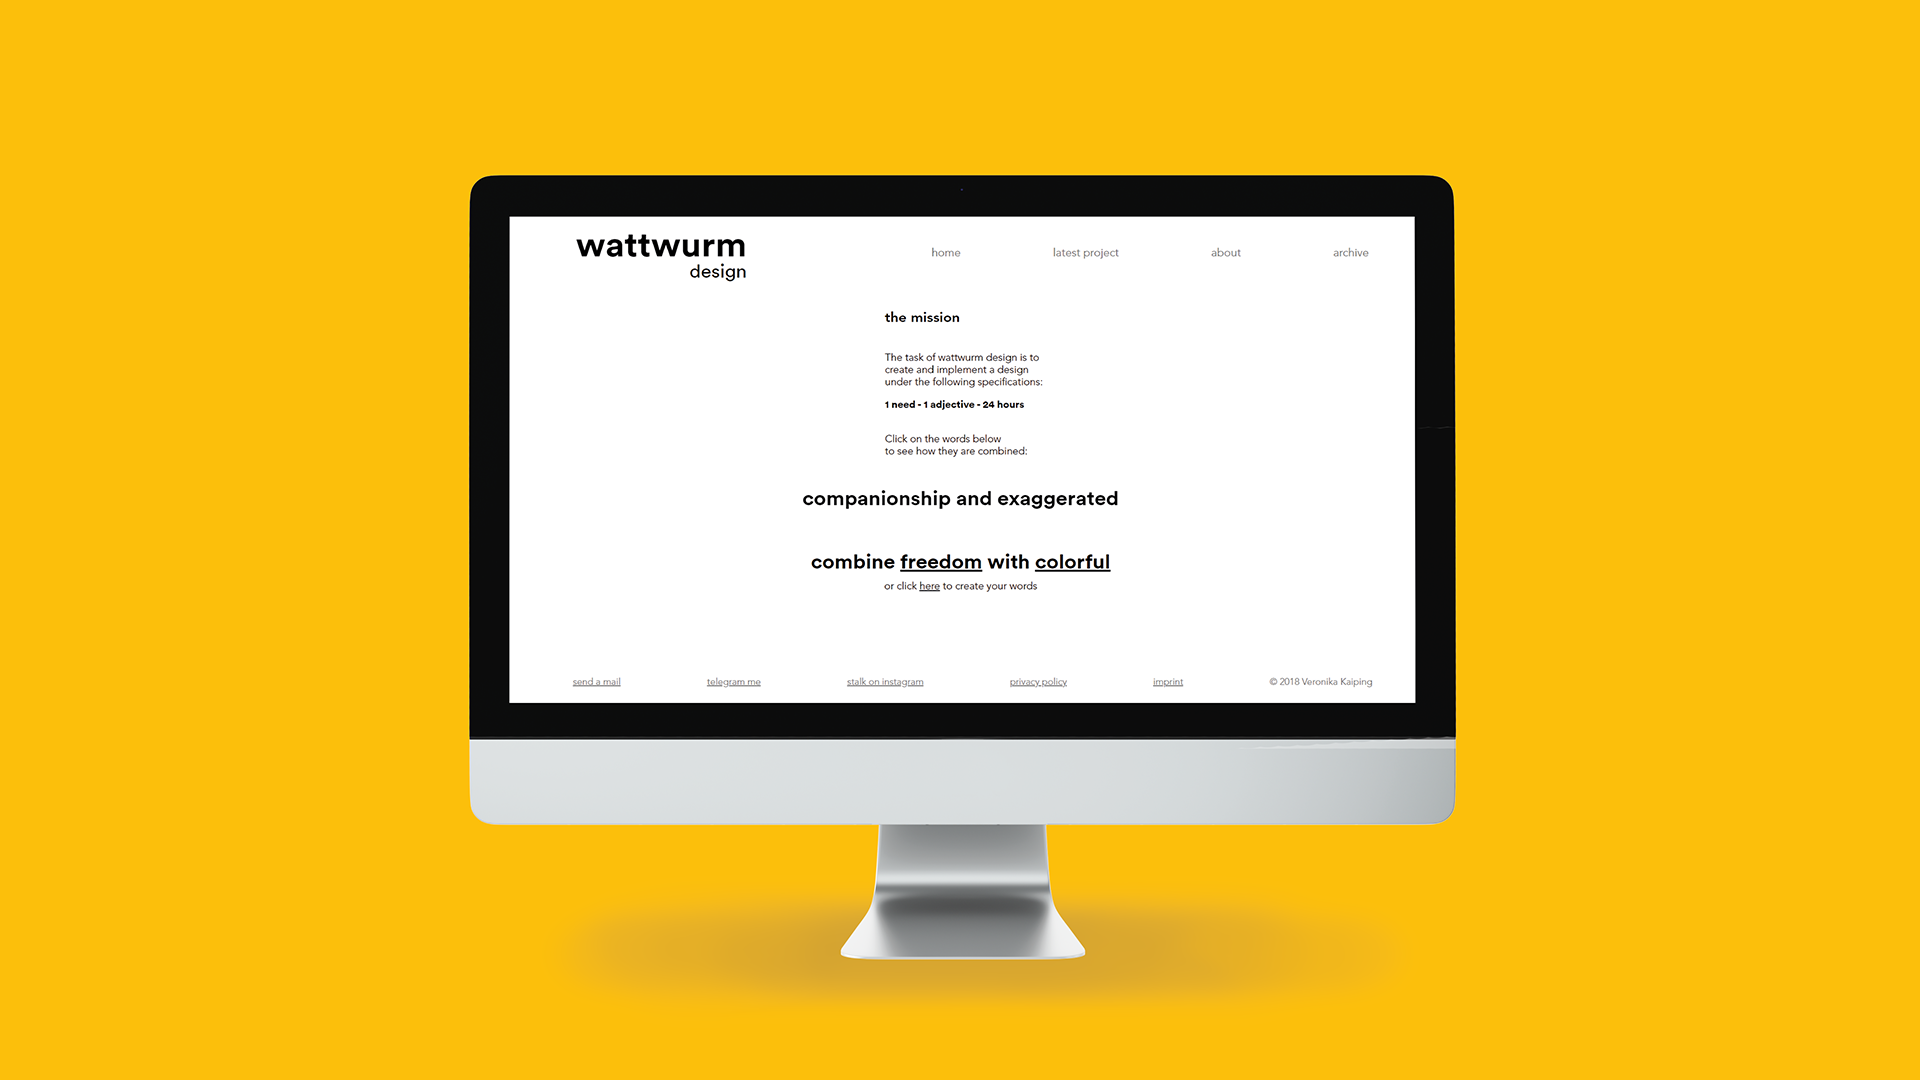 wattwurm
design
home
latest project
about
archive
the mission
The task of wattwurm design is to
create and implement a design
under the following specifications:
1 need - 1 adjective - 24 hours
Click on the words below
to see how they are combined:
companionship and exaggerated
combine freedom with colorful
or click here to create your words
send a mail
telegram me
stalk on instagram
privacy policy
imprint
© 2018 Veronika Kaiping